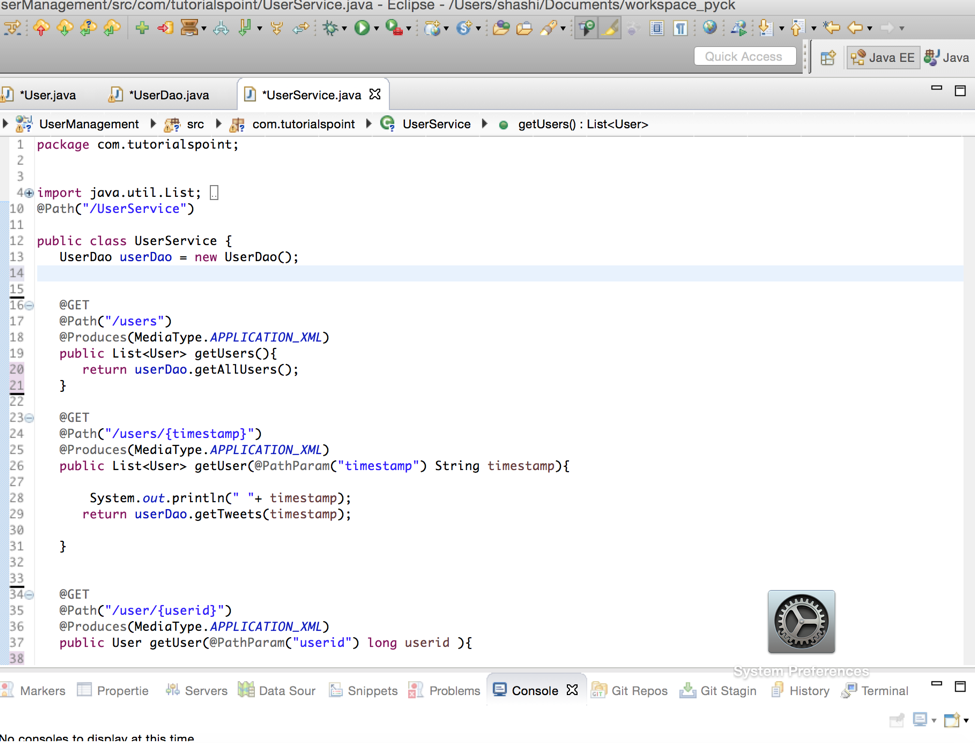 serManagement/src/com/tutorialspoint/UserService.java - Eclipse - /Users/shashi/Documents/workspace_pyck
Quick Access
Java EE
Java
*User.java
*UserDao.java
*UserService.java
UserManagement
src
com.tutorialspoint
UserService
getUsers() : List<User>
1 package com.tutorialspoint;
2
3
4 import java.util.List;
10 @Path("/UserService")
11
12 public class UserService {
13 UserDao userDao = new UserDao();
14
15
16 @GET
17 @Path("/users")
18 @Produces(MediaType.APPLICATION_XML)
19 public List<User> getUsers(){
20 return userDao.getAllUsers();
21 }
22
23 @GET
24 @Path("/users/{timestamp}")
25 @Produces(MediaType.APPLICATION_XML)
26 public List<User> getUser(@PathParam("timestamp") String timestamp){
27
28 System.out.println(" "+ timestamp);
29 return userDao.getTweets(timestamp);
30
31 }
32
33
34 @GET
35 @Path("/user/{userid}")
36 @Produces(MediaType.APPLICATION_XML)
37 public User getUser(@PathParam("userid") long userid ){
38
System Preferences
Markers
Propertie
Servers
Data Sour
Snippets
Problems
Console
Git Repos
Git Stagin
History
Terminal
No consoles to display at this time.